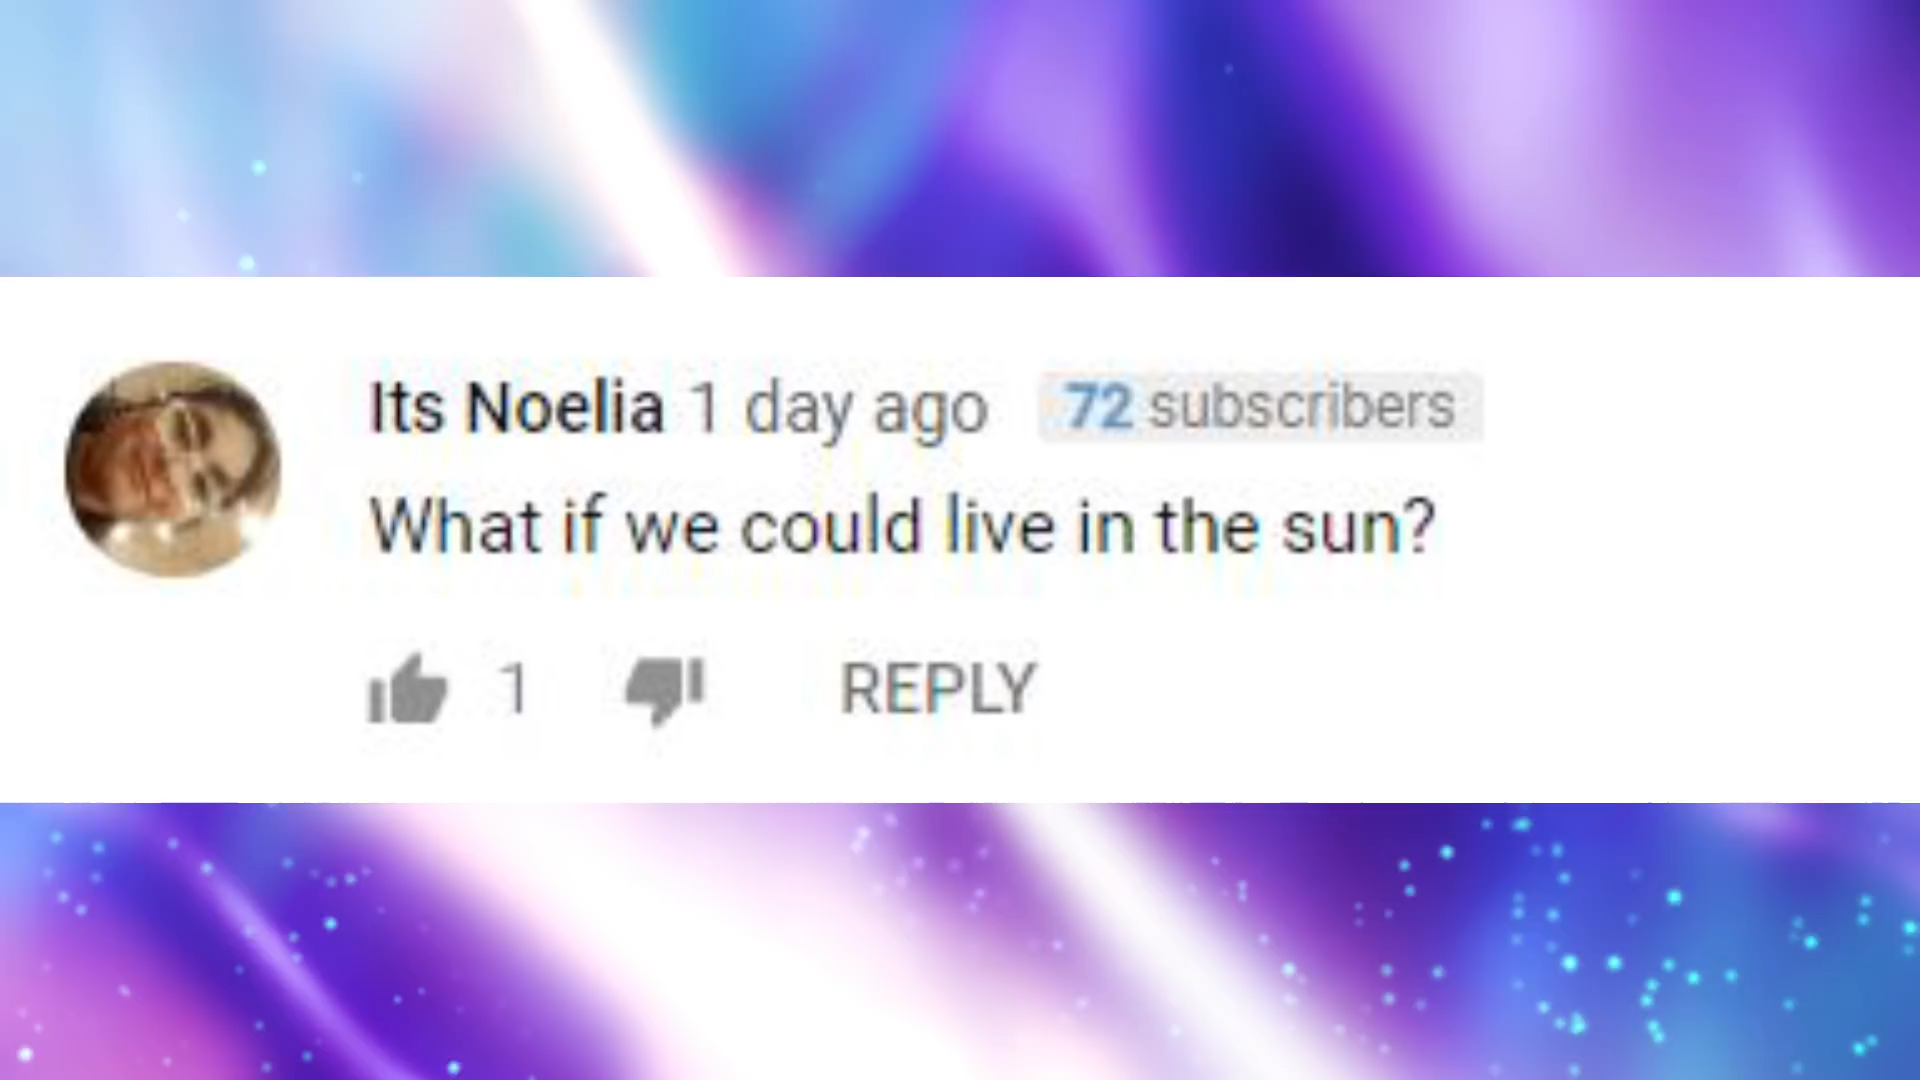 Its Noelia 1 day ago 72 subscribers
What if we could live in the sun?
1 REPLY